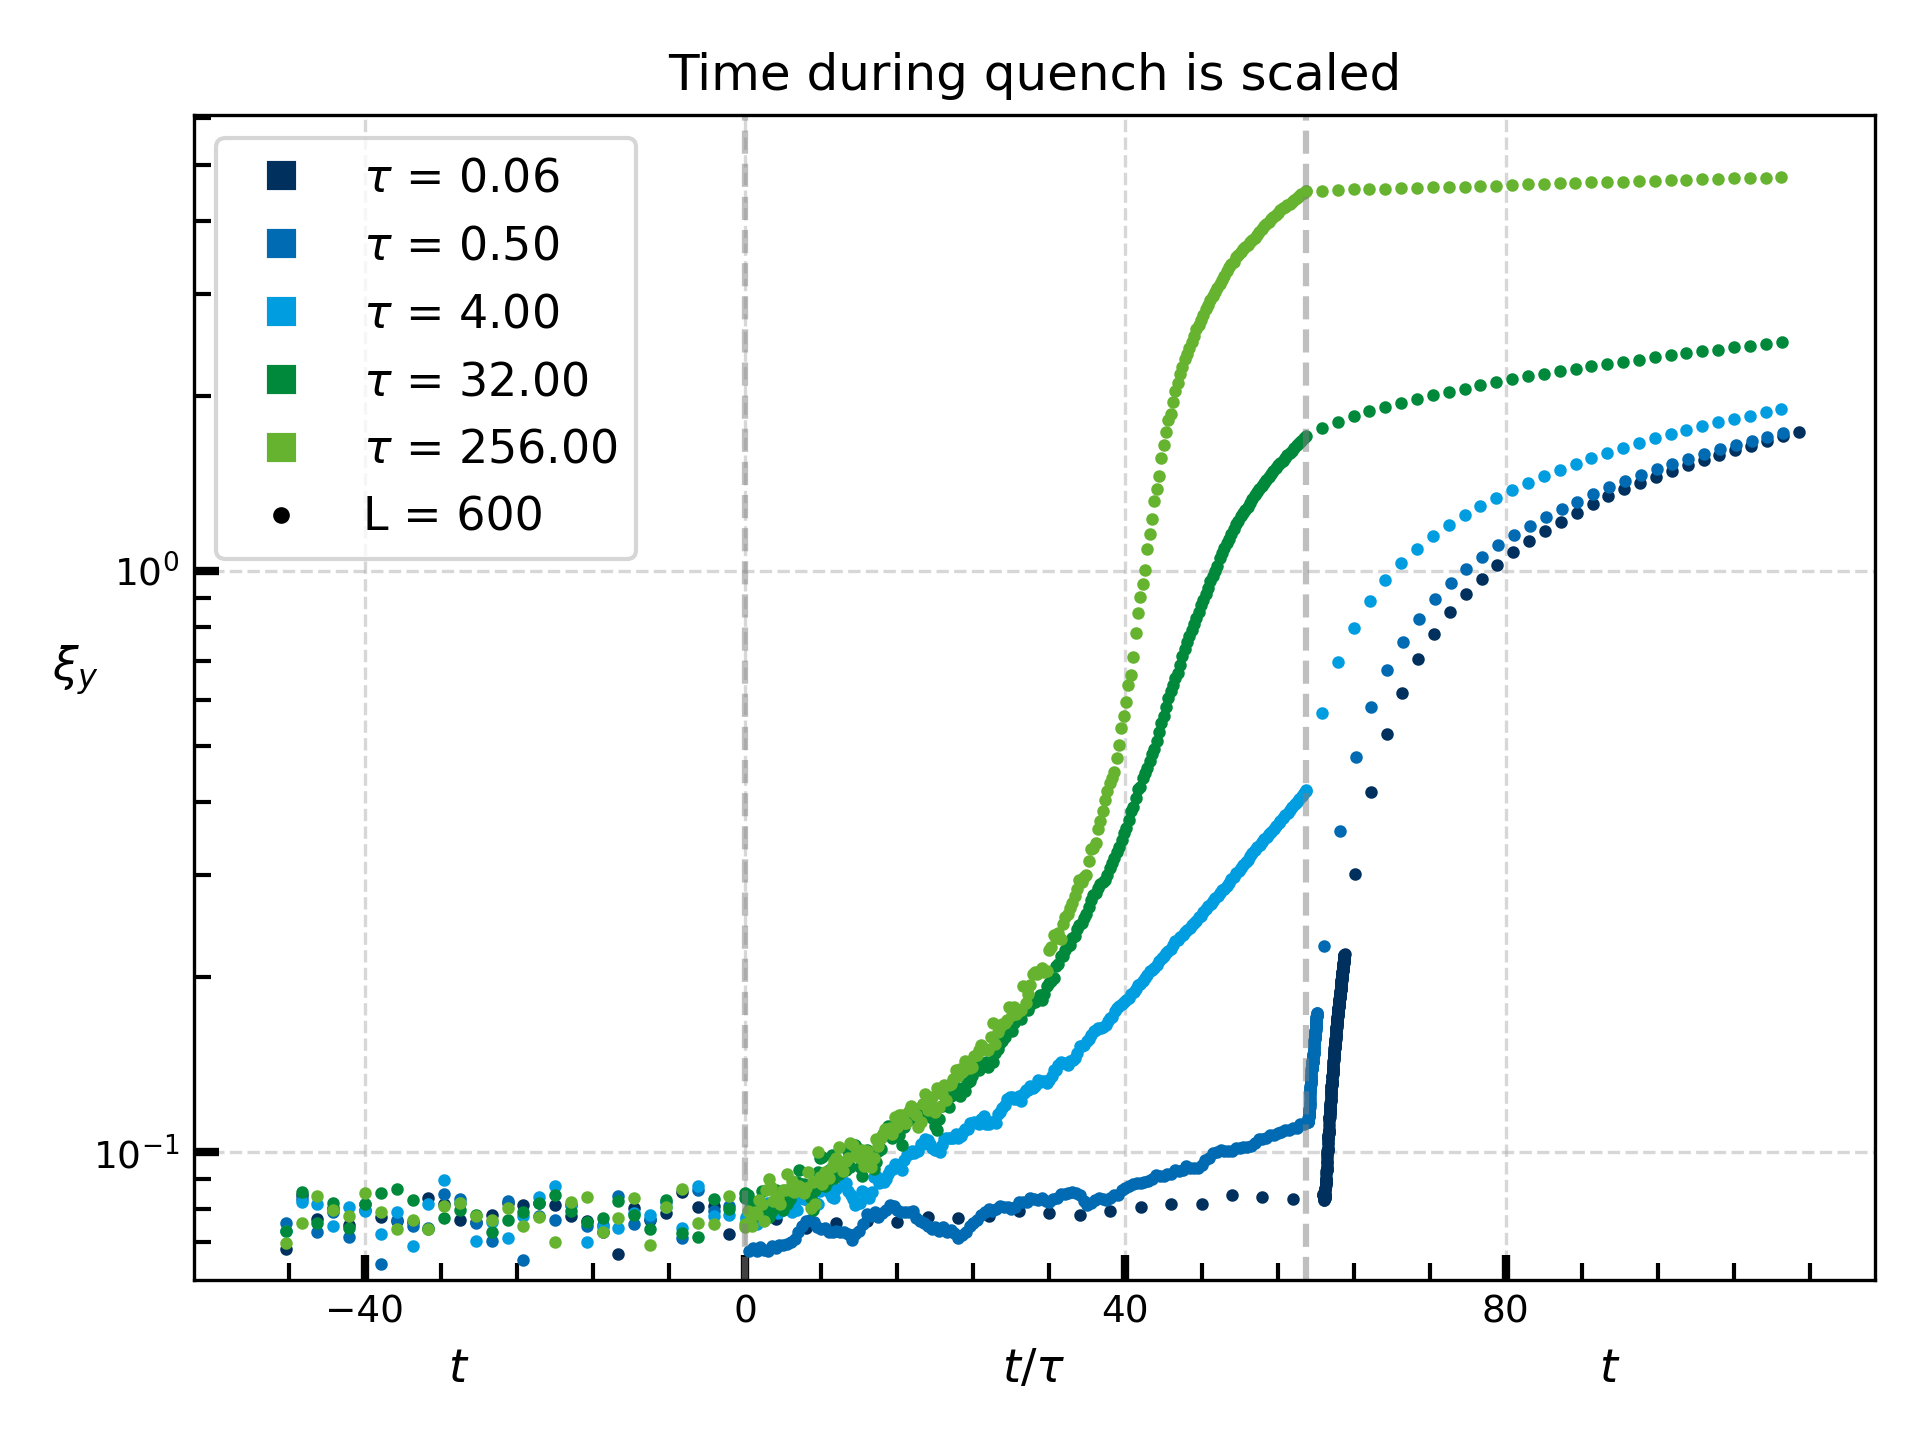 Time during quench is scaled
τ = 0.06
τ = 0.50
τ = 4.00
τ = 32.00
τ = 256.00
L = 600
10⁰
ξ_y
10⁻¹
−40 0 40 80
t t/τ t